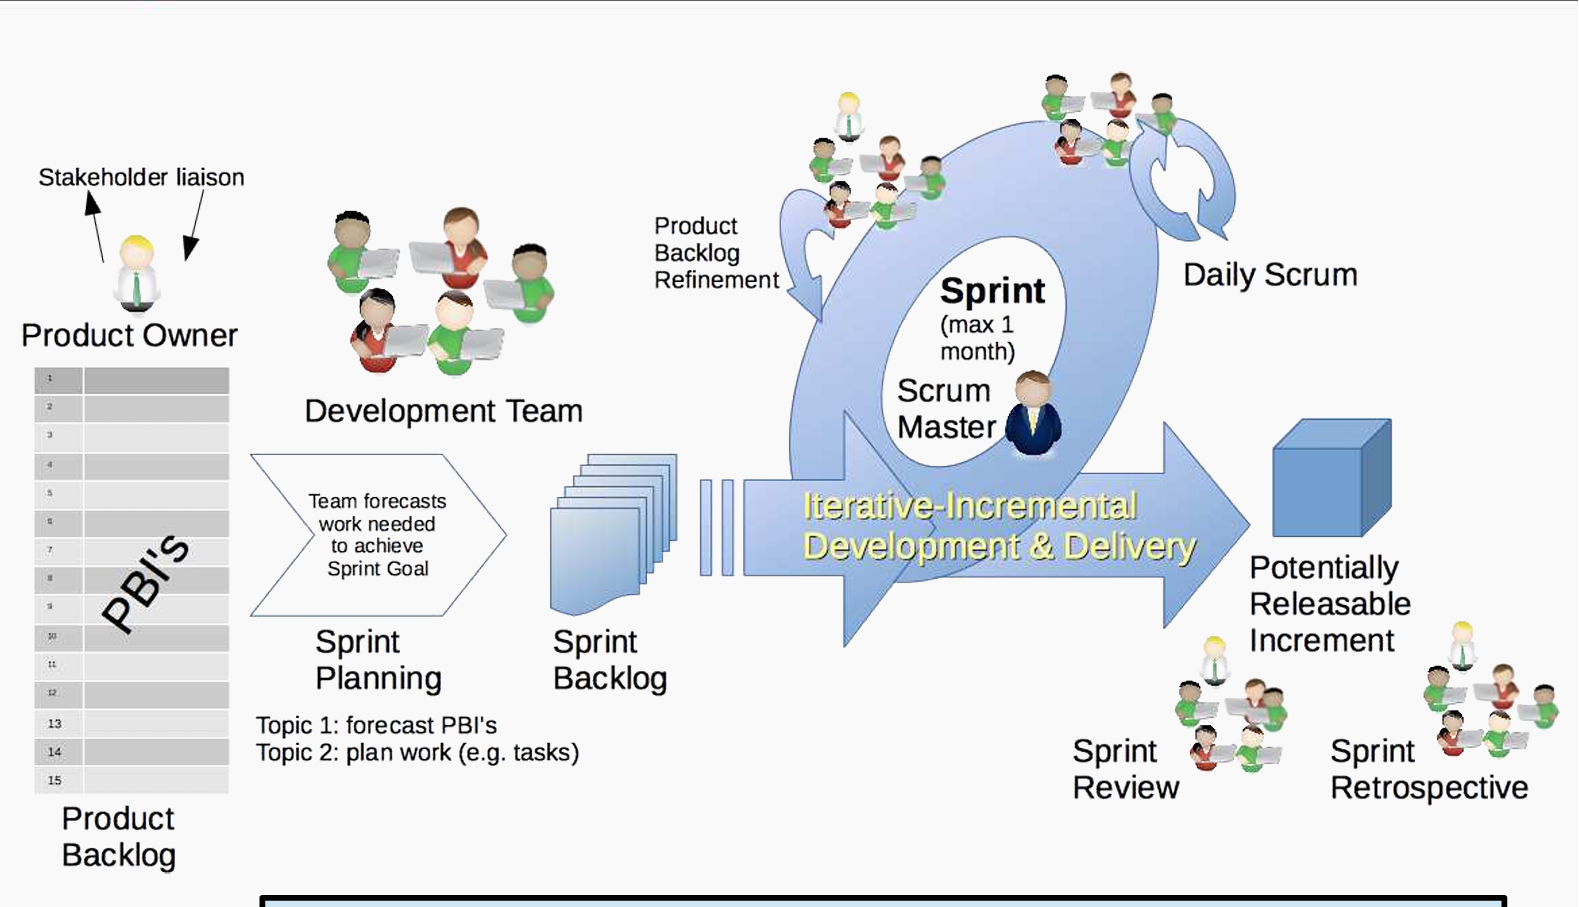 Stakeholder liaison
Product Owner
1
2
3
4
5
6
7
8
9
10
11
12
13
14
15
PBI's
Product
Backlog
Development Team
Team forecasts
work needed
to achieve
Sprint Goal
Sprint
Planning
Topic 1: forecast PBI's
Topic 2: plan work (e.g. tasks)
Sprint
Backlog
Product
Backlog
Refinement
Sprint
(max 1
month)
Scrum
Master
Daily Scrum
Iterative-Incremental
Development & Delivery
Potentially
Releasable
Increment
Sprint
Review
Sprint
Retrospective